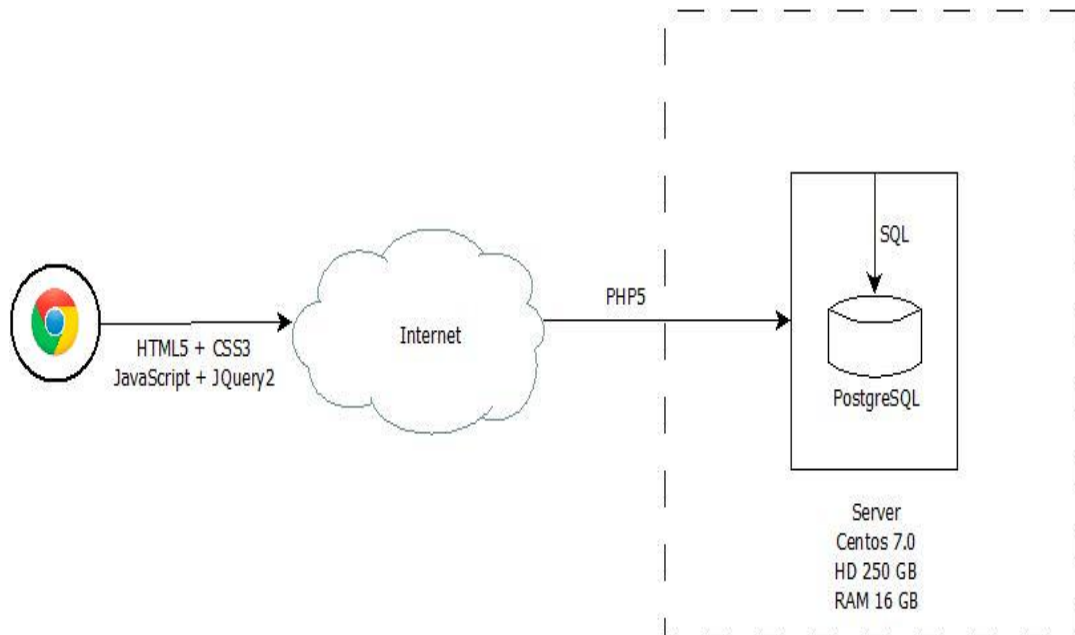 HTML5 + CSS3
JavaScript + JQuery2
Internet
PHP5
SQL
PostgreSQL
Server
Centos 7.0
HD 250 GB
RAM 16 GB